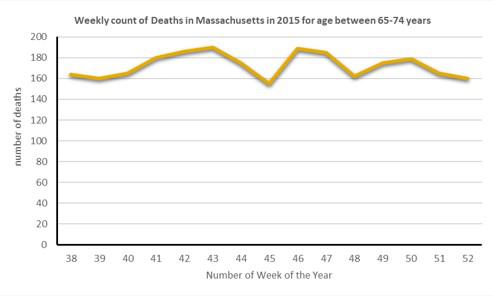 Weekly count of Deaths in Massachusetts in 2015 for age between 65-74 years
200
180
160
140
120
100
80
60
40
20
0
number of deaths
38 39 40 41 42 43 44 45 46 47 48 49 50 51 52
Number of Week of the Year